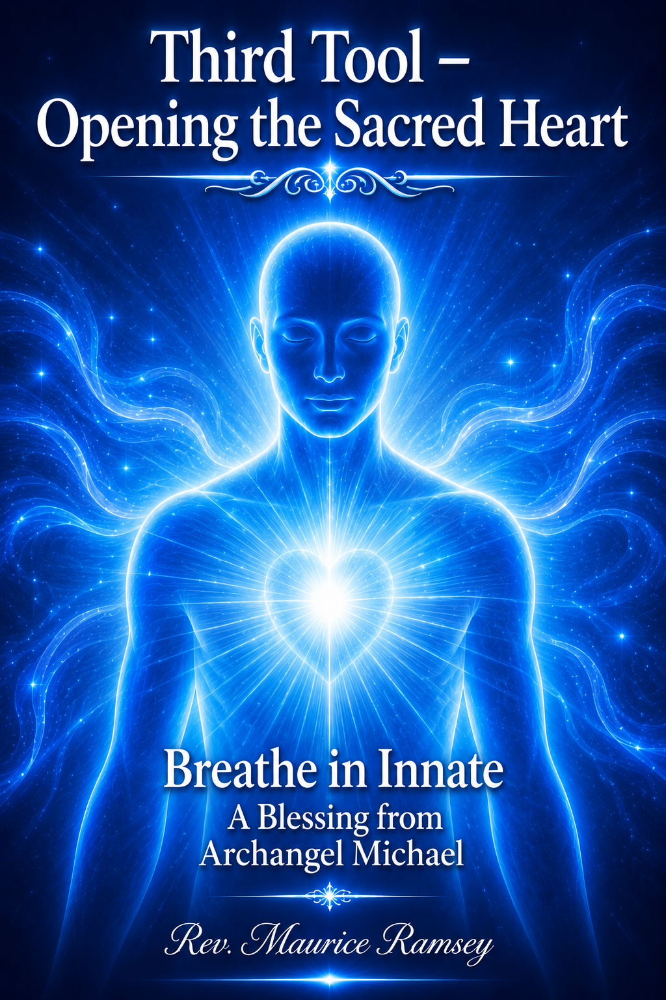 Third Tool –
Opening the Sacred Heart
Breathe in Innate
A Blessing from
Archangel Michael
Rev. Maurice Ramsey